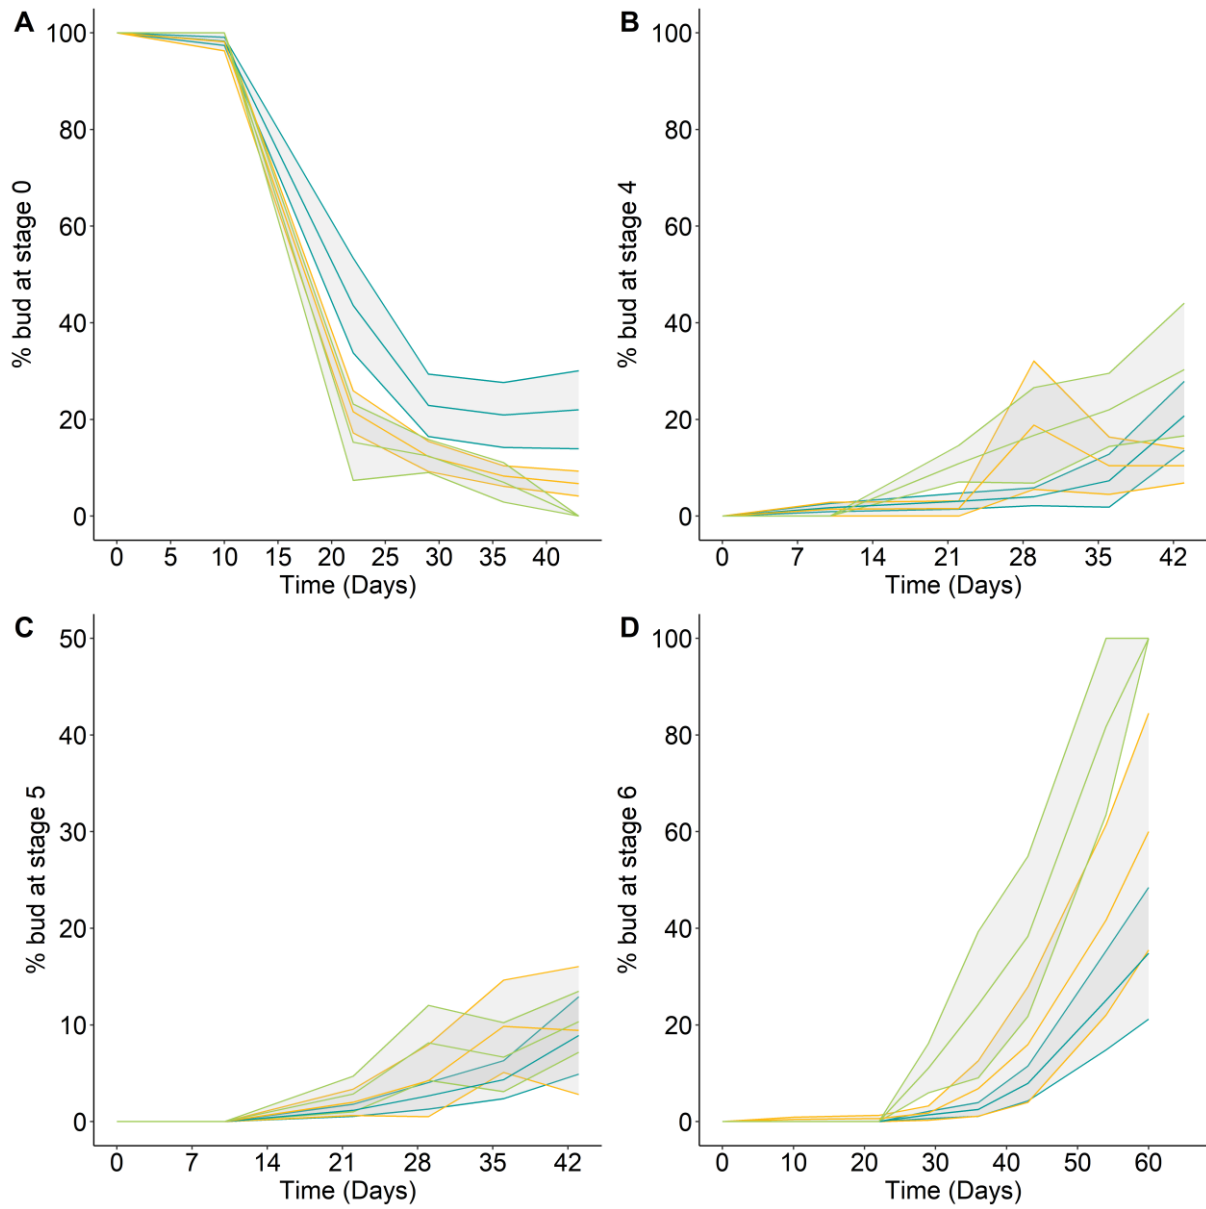 A
% bud at stage 0
100
80
60
40
20
0
0 5 10 15 20 25 29 35 40
Time (Days)
B
% bud at stage 4
100
80
60
40
20
0
0 7 14 21 28 35 42
Time (Days)
C
% bud at stage 5
50
40
30
20
10
0
0 7 14 21 28 35 42
Time (Days)
D
% bud at stage 6
100
80
60
40
20
0
0 10 20 30 40 50 60
Time (Days)